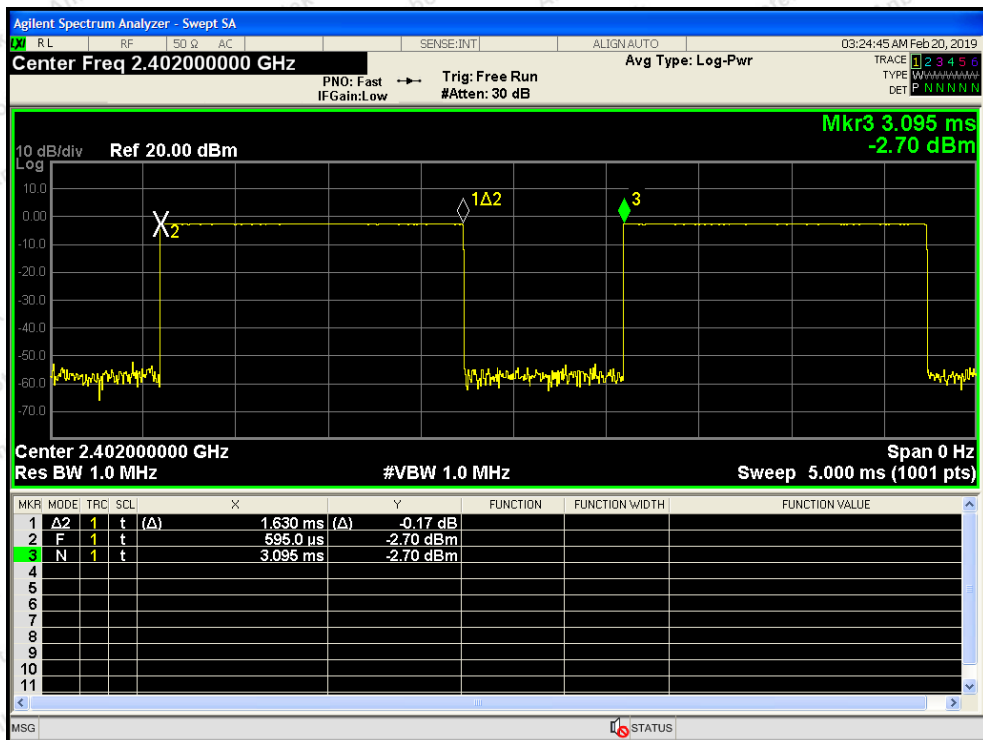 Agilent Spectrum Analyzer - Swept SA
LXI RL RF 50 Ω AC SENSE:INT ALIGN AUTO 03:24:45 AM Feb 20, 2019
Center Freq 2.402000000 GHz Avg Type: Log-Pwr TRACE 1 2 3 4 5 6
PNO: Fast Trig: Free Run TYPE WWWWWW
IFGain:Low #Atten: 30 dB DET P N N N N N
Mkr3 3.095 ms
10 dB/div Ref 20.00 dBm -2.70 dBm
Log
10.0
0.00
-10.0
-20.0
-30.0
-40.0
-50.0
-60.0
-70.0
X2
1Δ2
3
Center 2.402000000 GHz Span 0 Hz
Res BW 1.0 MHz #VBW 1.0 MHz Sweep 5.000 ms (1001 pts)
MKR MODE TRC SCL X Y FUNCTION FUNCTION WIDTH FUNCTION VALUE
1 Δ2 1 t (Δ) 1.630 ms (Δ) -0.17 dB
2 F 1 t 595.0 µs -2.70 dBm
3 N 1 t 3.095 ms -2.70 dBm
4
5
6
7
8
9
10
11
MSG STATUS